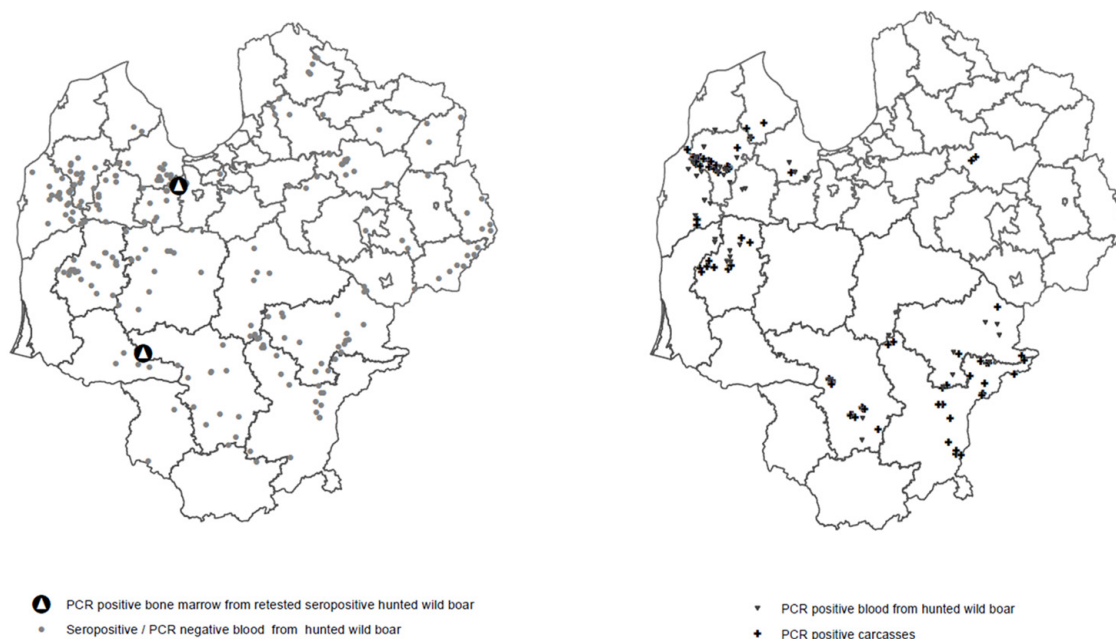 PCR positive bone marrow from retested seropositive hunted wild boar
Seropositive / PCR negative blood from hunted wild boar
PCR positive blood from hunted wild boar
PCR positive carcasses